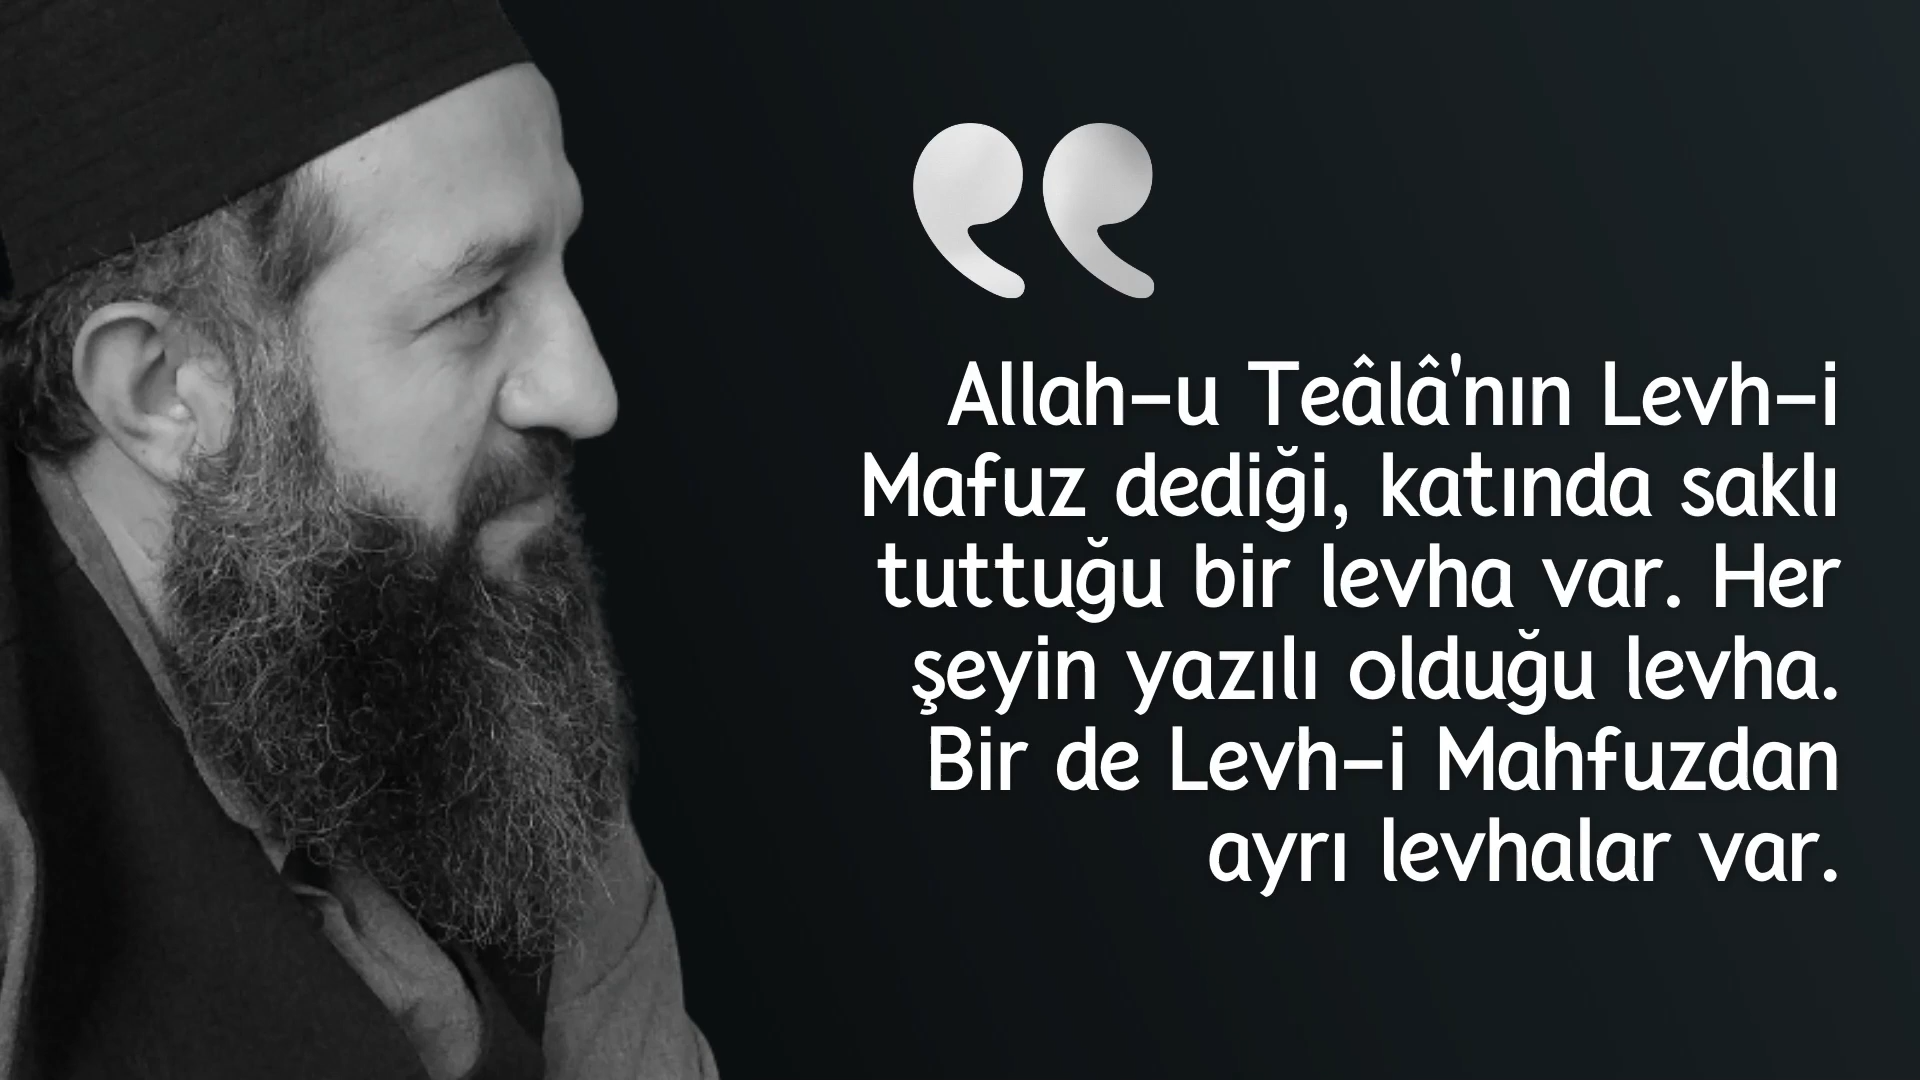 Allah-u Teâlâ'nın Levh-i
Mafuz dediği, katında saklı
tuttuğu bir levha var. Her
şeyin yazılı olduğu levha.
Bir de Levh-i Mahfuzdan
ayrı levhalar var.